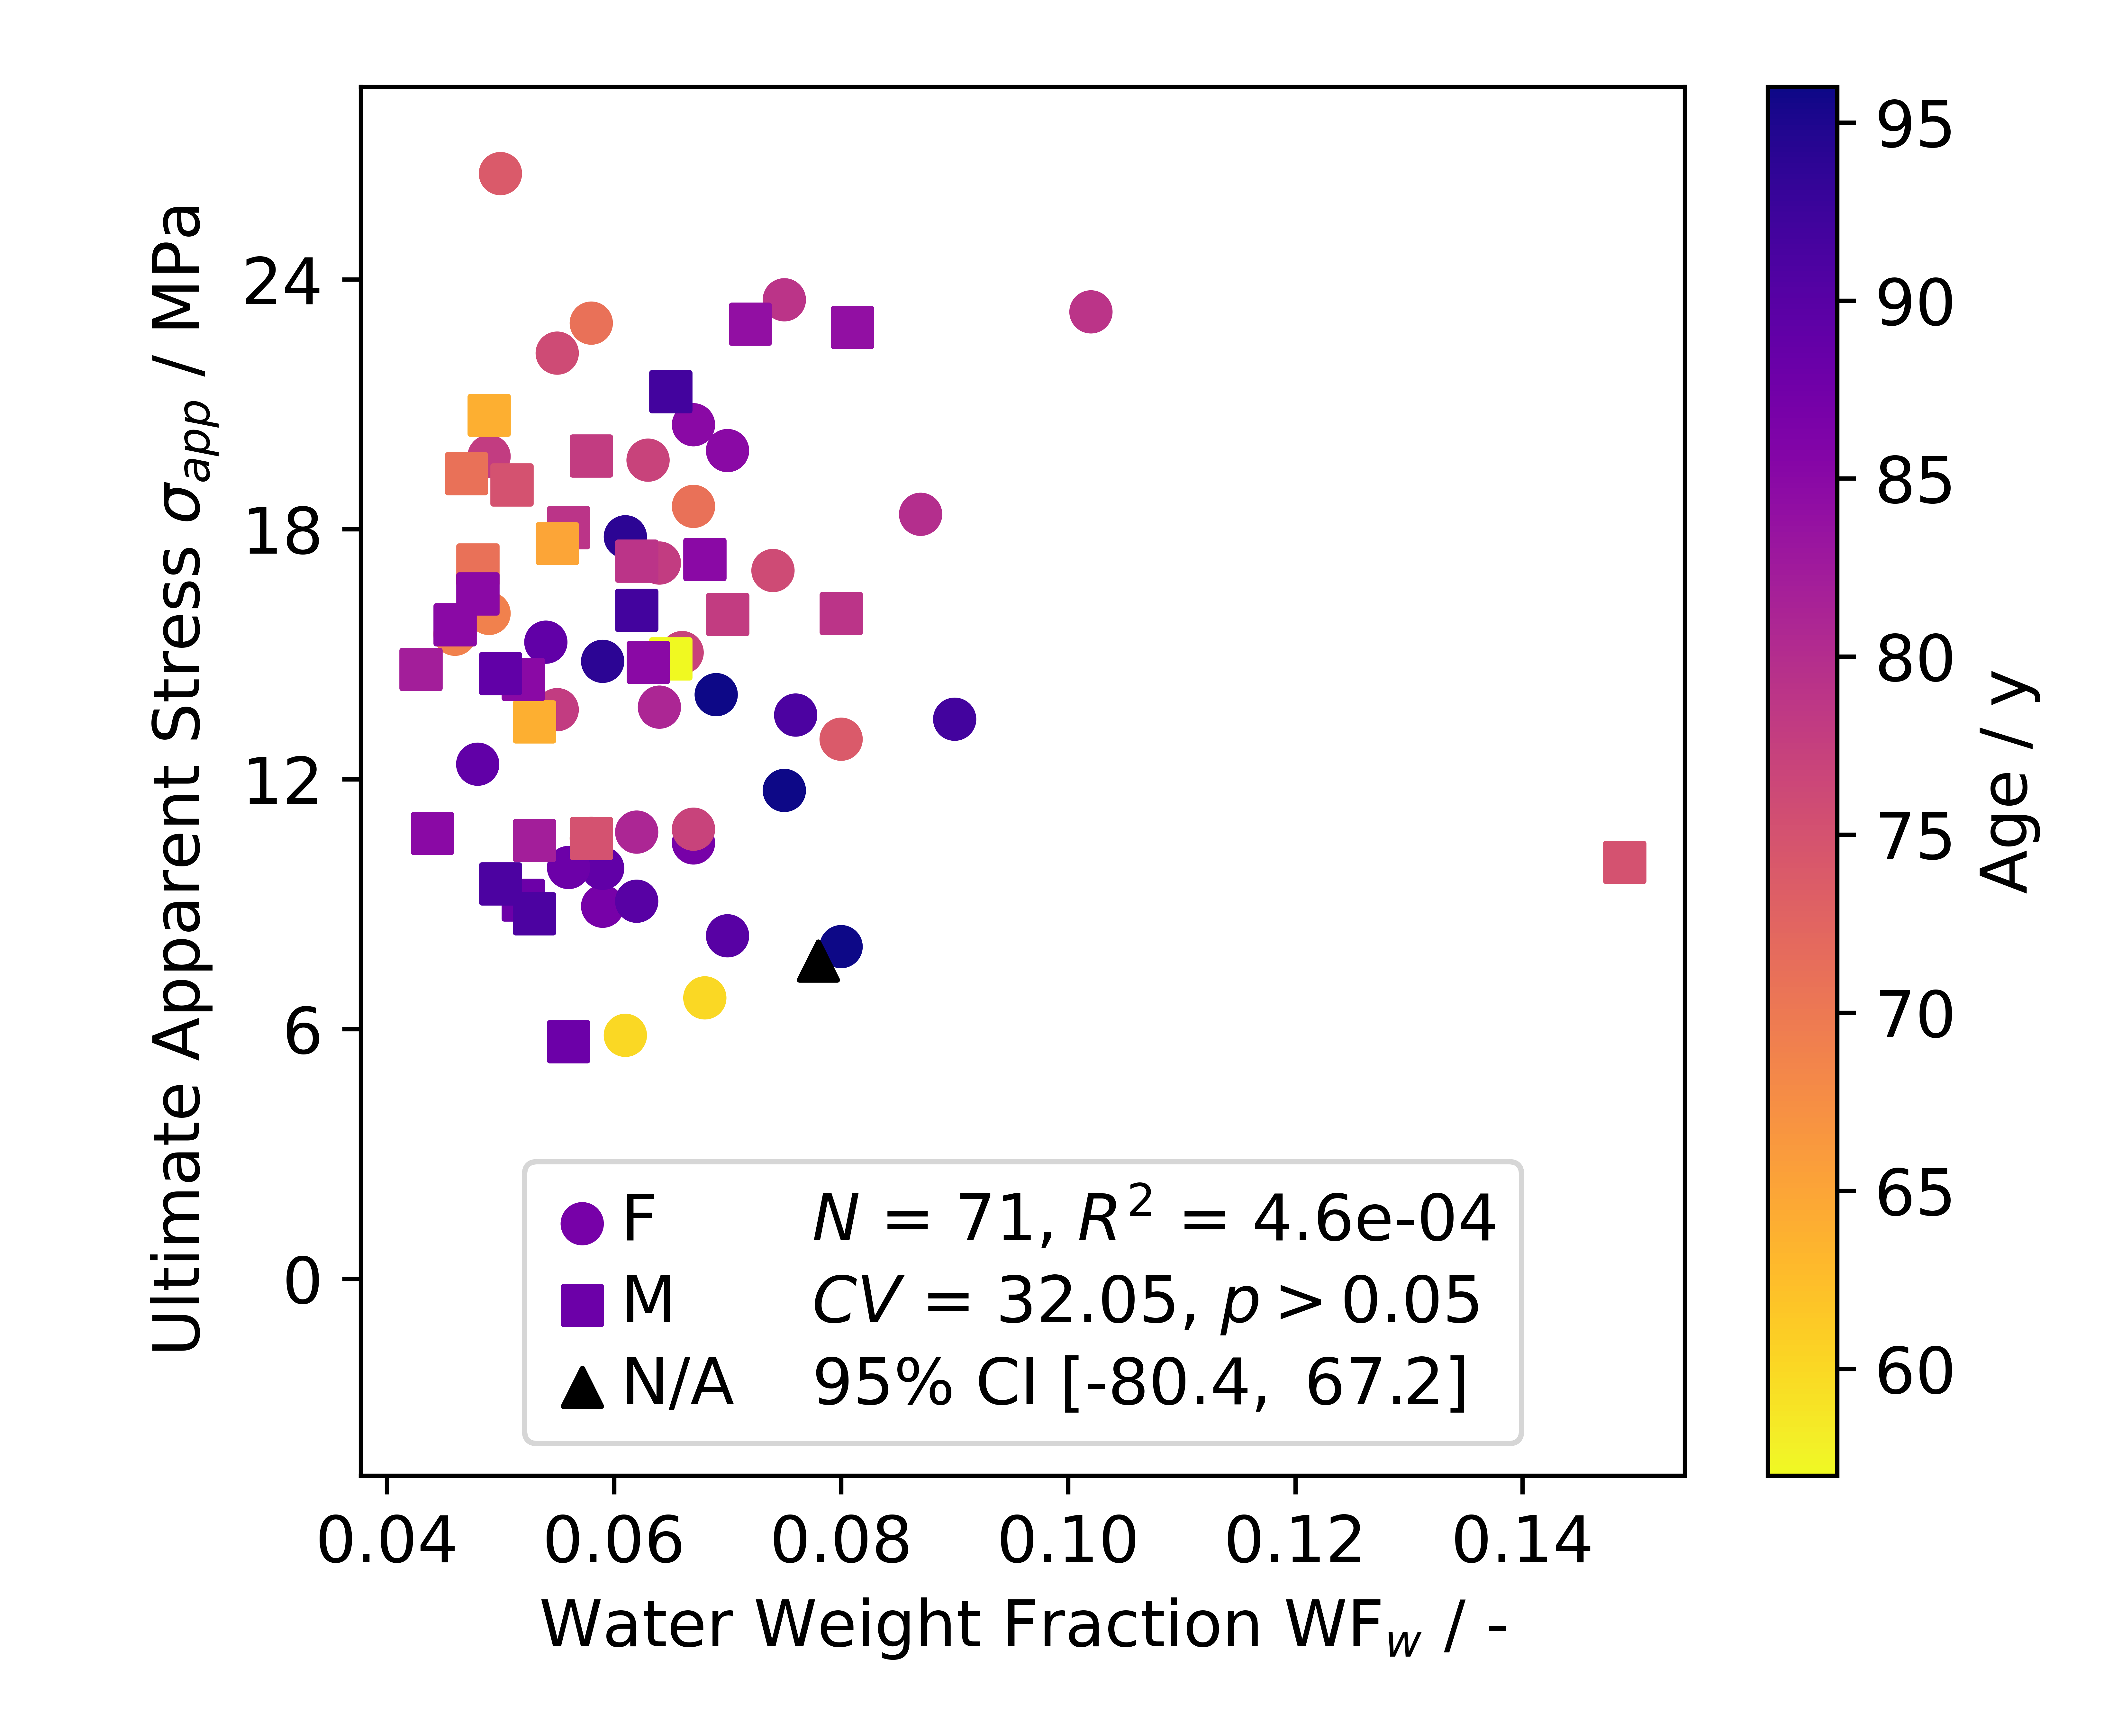 Ultimate Apparent Stress σapp / MPa
24
18
12
6
0
F
M
N/A
N = 71, R² = 4.6e-04
CV = 32.05, p > 0.05
95% CI [-80.4, 67.2]
0.04 0.06 0.08 0.10 0.12 0.14
Water Weight Fraction WFw / -
95
90
85
80
75
70
65
60
Age / y